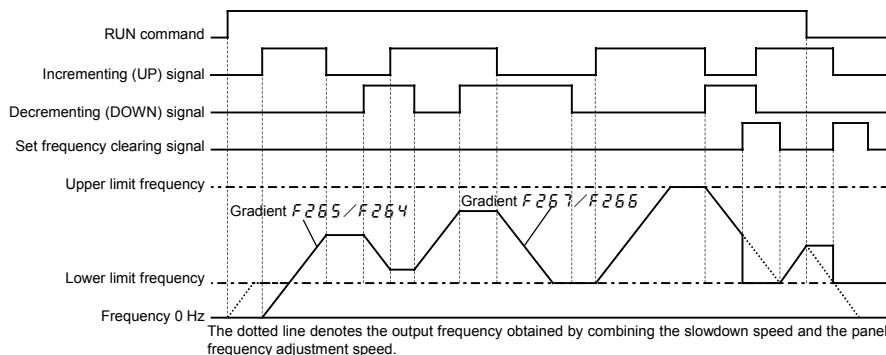 RUN command
Incrementing (UP) signal
Decrementing (DOWN) signal
Set frequency clearing signal
Upper limit frequency
Gradient F265/F264
Gradient F267/F266
Lower limit frequency
Frequency 0 Hz
The dotted line denotes the output frequency obtained by combining the slowdown speed and the panel
frequency adjustment speed.